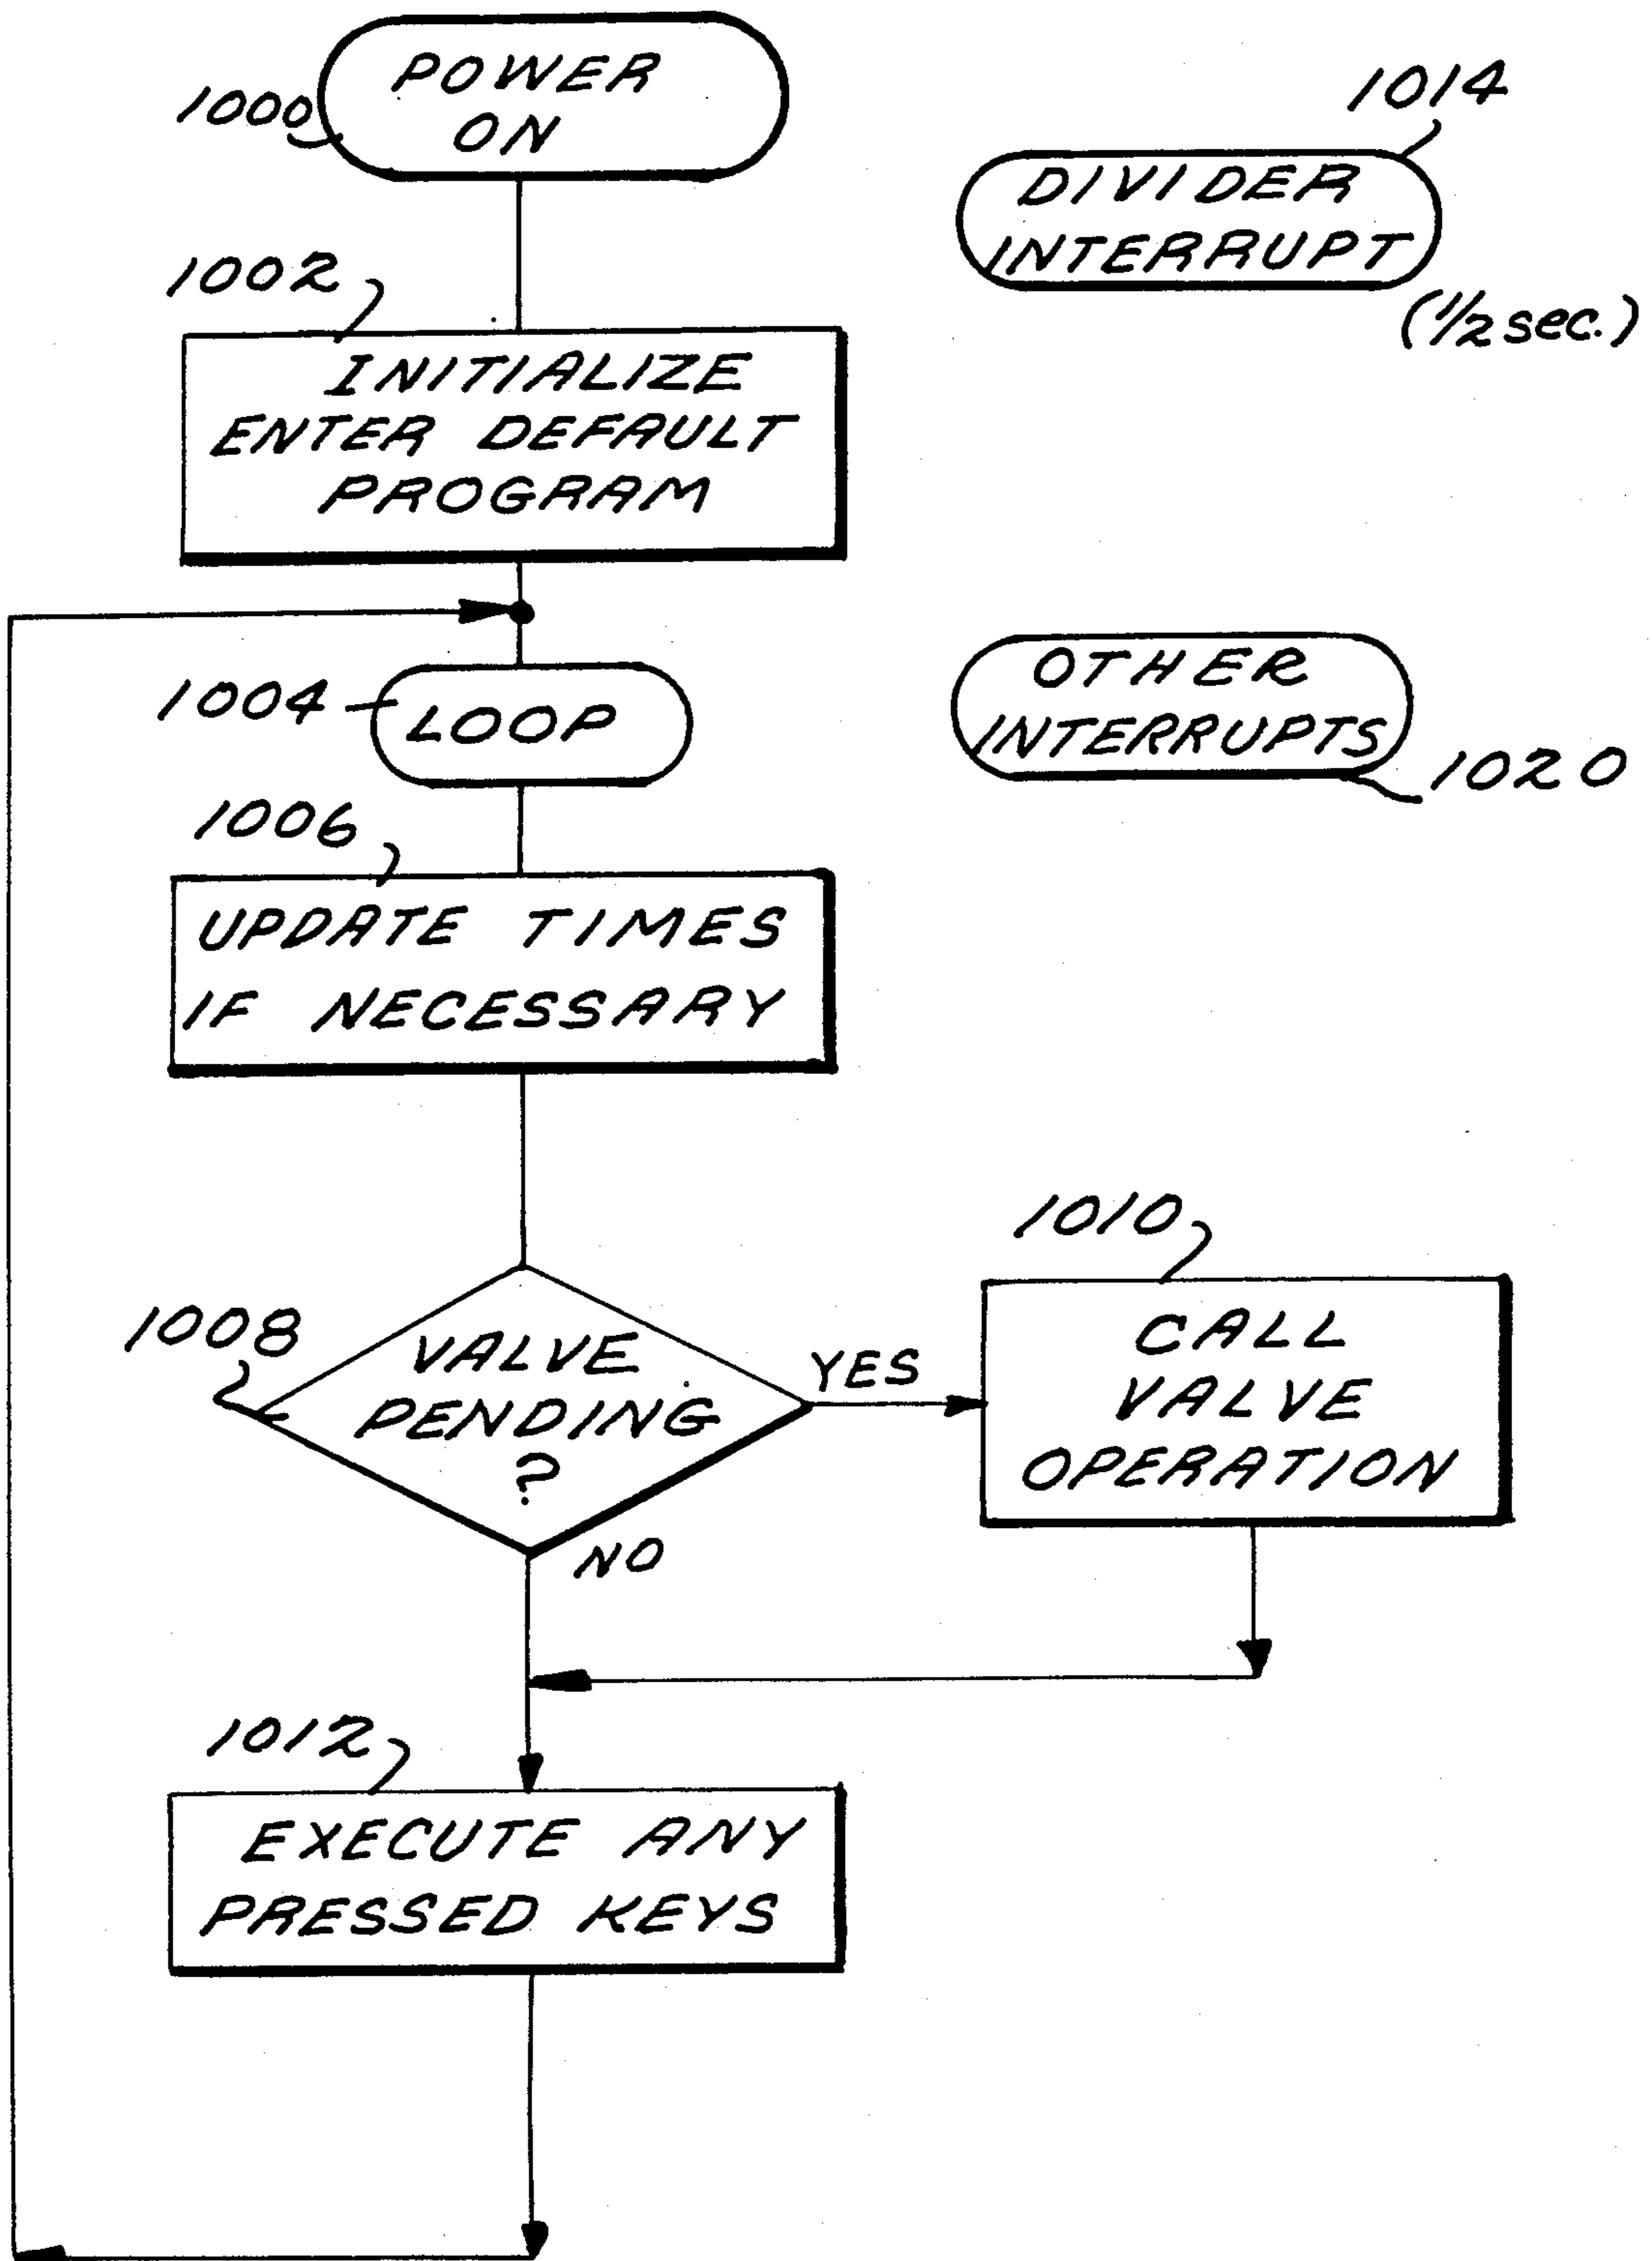 1000
POWER
ON
1014
DIVIDER
INTERRUPT
(1/2 sec.)
1002
INITIALIZE
ENTER DEFAULT
PROGRAM
1004
LOOP
OTHER
INTERRUPTS
1020
1006
UPDATE TIMES
IF NECESSARY
1008
VALVE
PENDING
?
YES
NO
1010
CALL
VALVE
OPERATION
1012
EXECUTE ANY
PRESSED KEYS